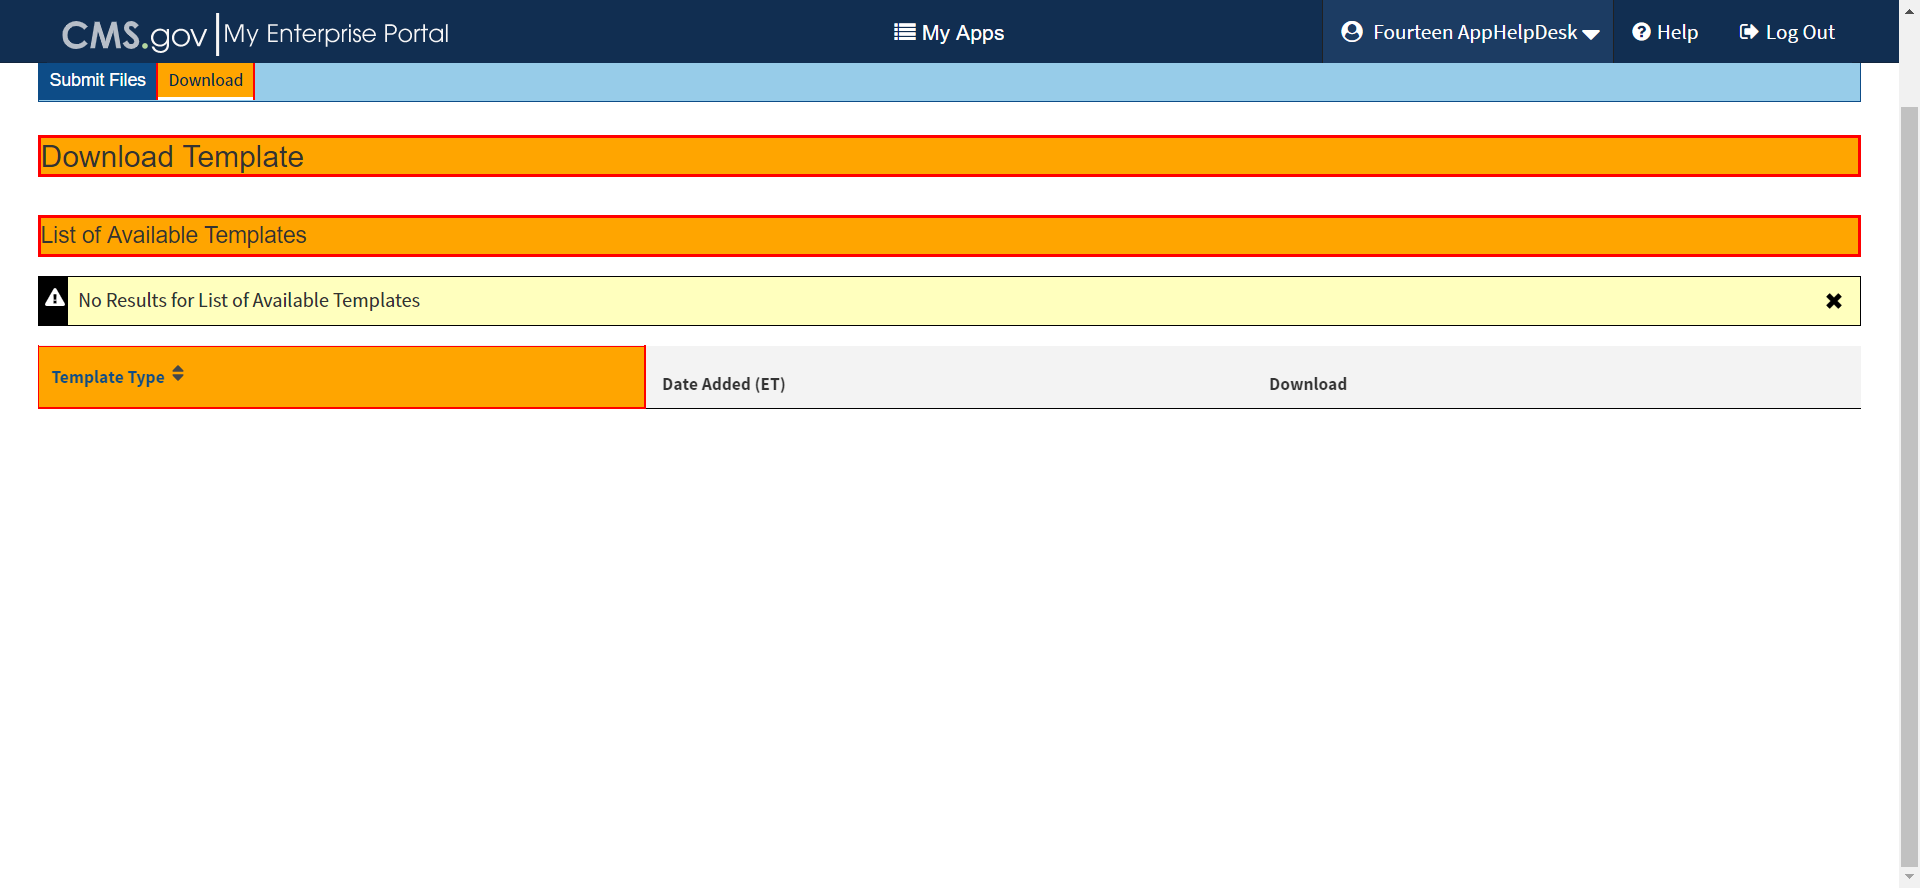 CMS.gov My Enterprise Portal
My Apps
Fourteen AppHelpDesk
Help
Log Out
Submit Files
Download
Download Template
List of Available Templates
No Results for List of Available Templates
Template Type
Date Added (ET)
Download